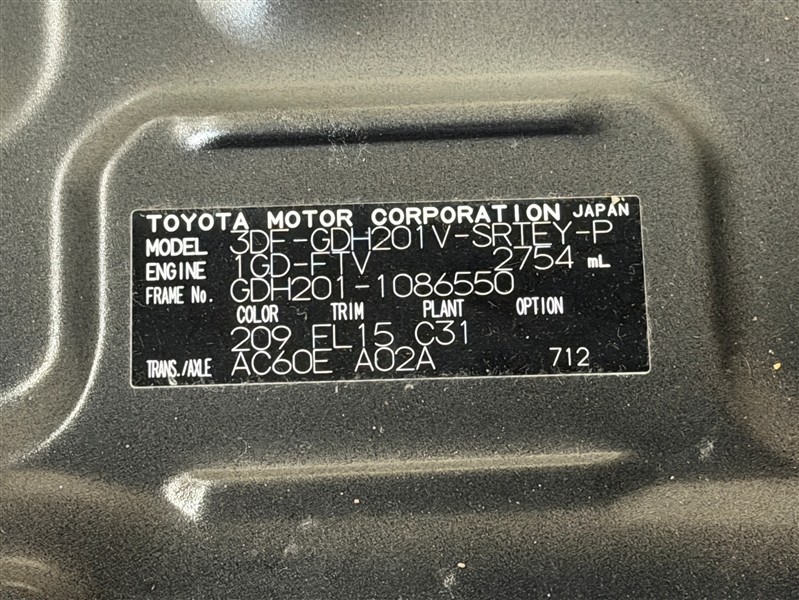 TOYOTA MOTOR CORPORATION JAPAN
MODEL 3DF-GDH201V-SRTEY-P
ENGINE 1GD-FTV 2754 mL
FRAME No. GDH201-1086550
COLOR TRIM PLANT OPTION
209 FL15 C31
TRANS./AXLE AC60E A02A 712